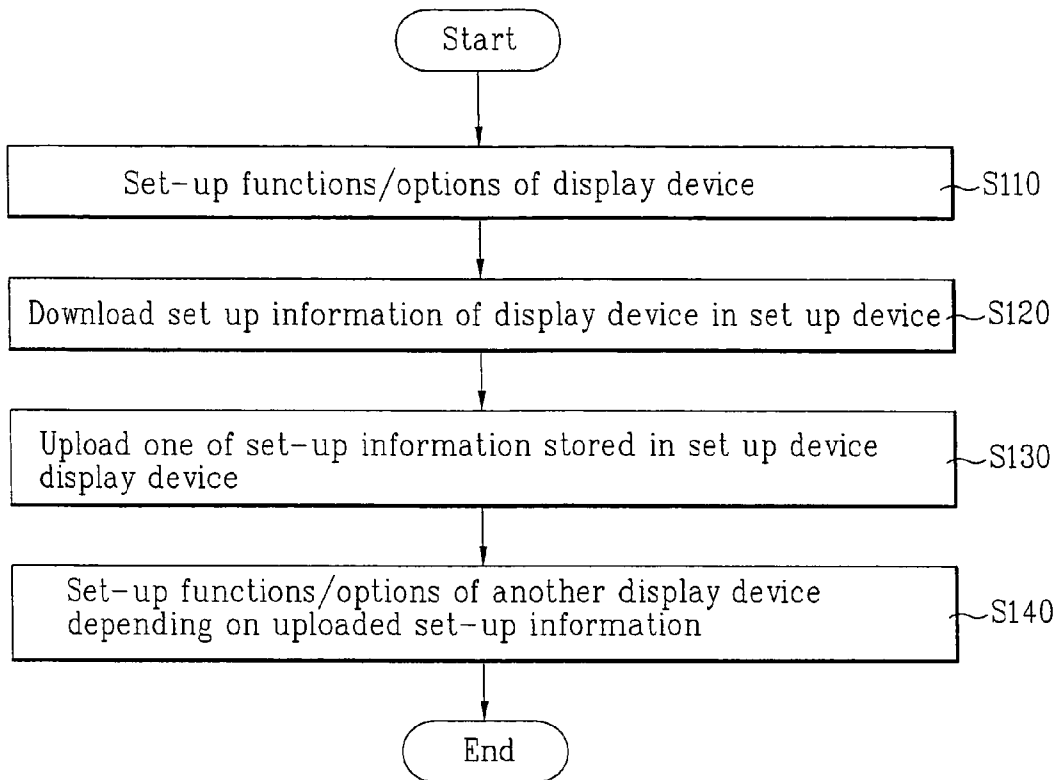 Start
Set-up functions/options of display device
S110
Download set up information of display device in set up device
S120
Upload one of set-up information stored in set up device
display device
S130
Set-up functions/options of another display device
depending on uploaded set-up information
S140
End